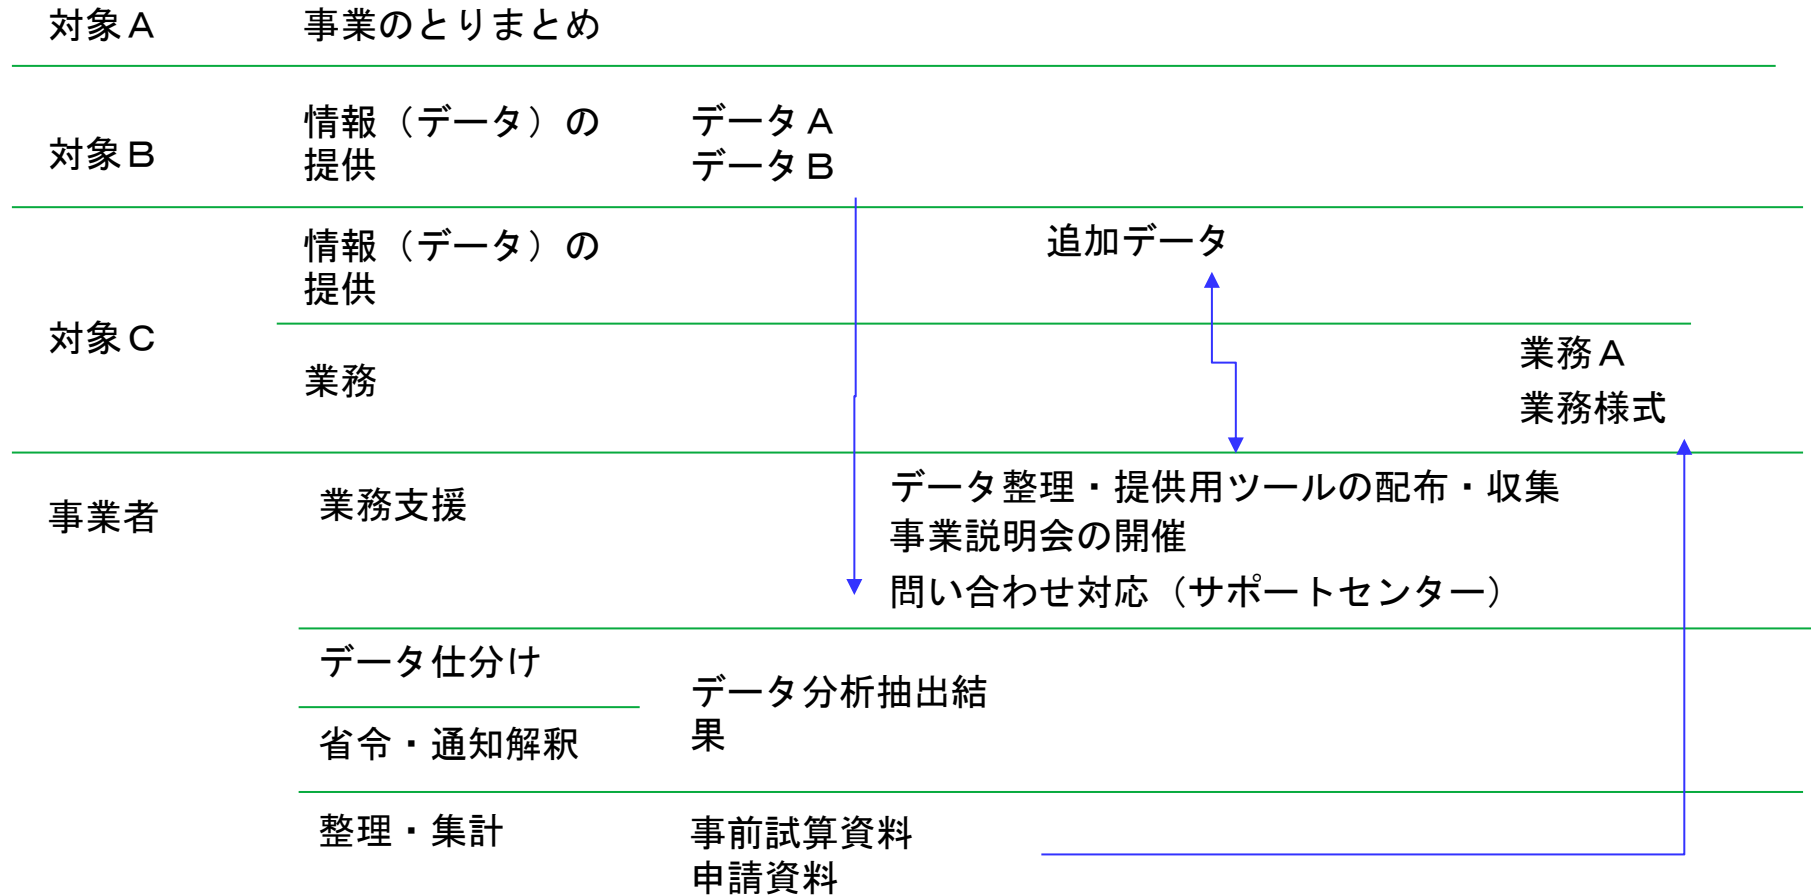 対象A
事業のとりまとめ
対象B
情報（データ）の
提供
データA
データB
対象C
情報（データ）の
提供
追加データ
業務
業務A
業務様式
事業者
業務支援
データ整理・提供用ツールの配布・収集
事業説明会の開催
問い合わせ対応（サポートセンター）
データ仕分け
省令・通知解釈
データ分析抽出結
果
整理・集計
事前試算資料
申請資料